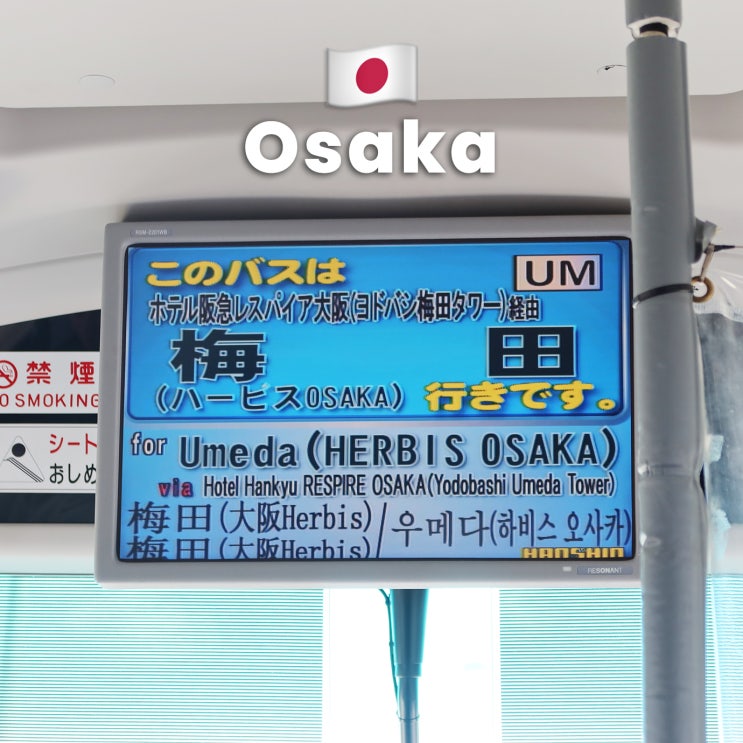 Osaka
RSM-2201WB
このバスは
UM
ホテル阪急レスパイア大阪(ヨドバシ梅田タワー)経由
梅田
(ハービスOSAKA) 行きです。
for Umeda(HERBIS OSAKA)
via Hotel Hankyu RESPIRE OSAKA(Yodobashi Umeda Tower)
梅田(大阪Herbis)/우메다(하비스 오사카)
梅田(大阪Herbis)
HANSHIN
RESONANT
禁煙
O SMOKING
シート
おしめ